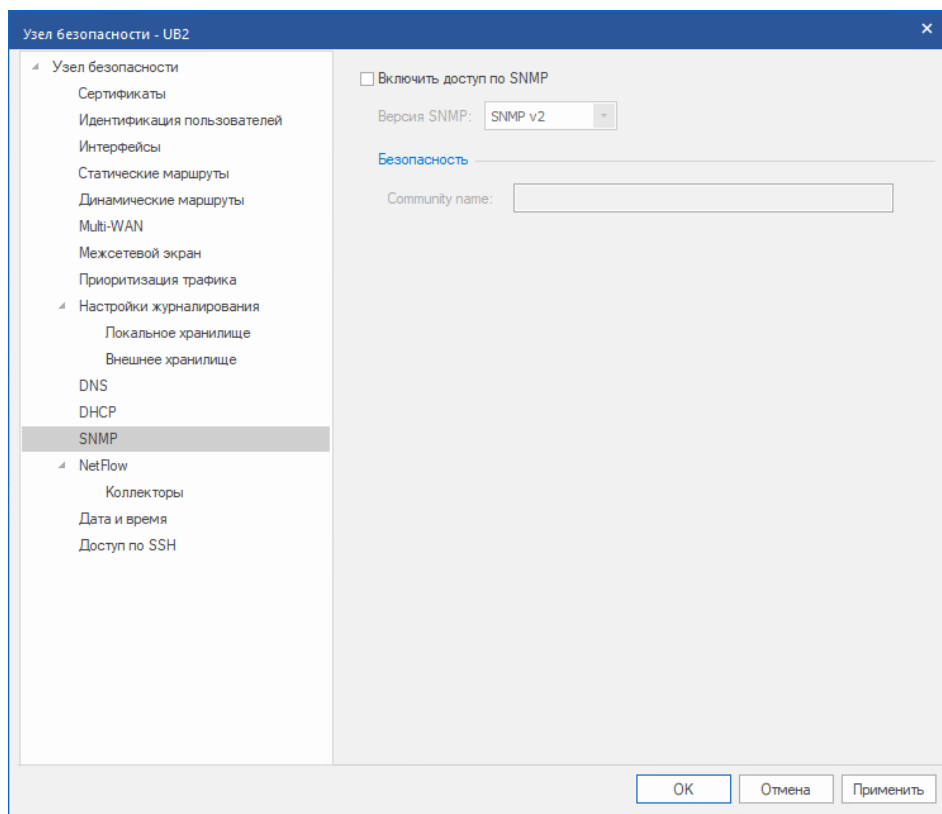 Узел безопасности - UB2
Узел безопасности
Сертификаты
Идентификация пользователей
Интерфейсы
Статические маршруты
Динамические маршруты
Multi-WAN
Межсетевой экран
Приоритизация трафика
Настройки журналирования
Локальное хранилище
Внешнее хранилище
DNS
DHCP
SNMP
NetFlow
Коллекторы
Дата и время
Доступ по SSH
Включить доступ по SNMP
Версия SNMP: SNMP v2
Безопасность
Community name:
OK Отмена Применить